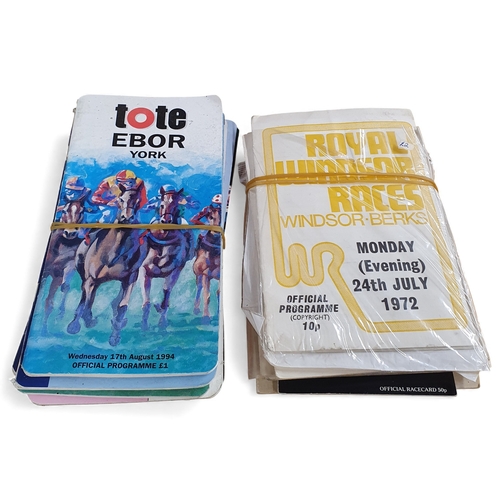 tote
EBOR
YORK
Wednesday 17th August 1994
OFFICIAL PROGRAMME £1
ROYAL
WINDSOR
RACES
WINDSOR·BERKS
MONDAY
(Evening)
24th JULY
1972
WR
OFFICIAL
PROGRAMME
(COPYRIGHT)
10p
OFFICIAL RACECARD 50p